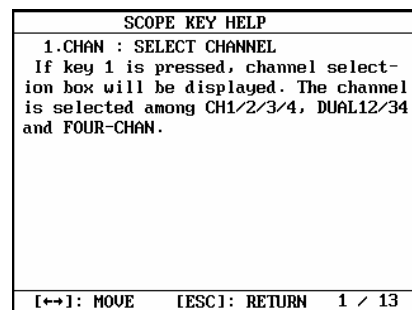 SCOPE KEY HELP
1.CHAN : SELECT CHANNEL
If key 1 is pressed, channel select-
ion box will be displayed. The channel
is selected among CH1/2/3/4, DUAL12/34
and FOUR-CHAN.
[←→]: MOVE [ESC]: RETURN 1 / 13